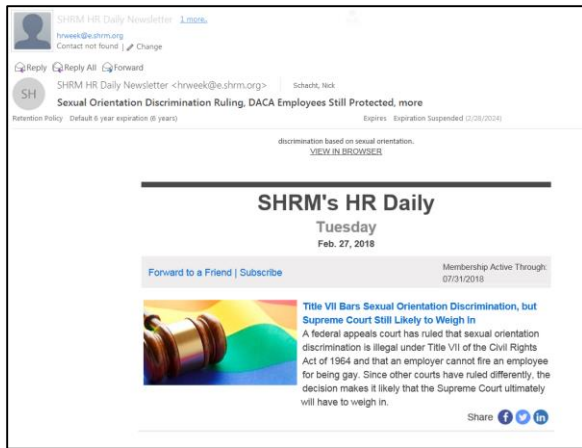 SHRM HR Daily Newsletter 1 more.
hrweek@e.shrm.org
Contact not found | Change
Reply Reply All Forward
SH
SHRM HR Daily Newsletter <hrweek@e.shrm.org> Schacht, Nick
Sexual Orientation Discrimination Ruling, DACA Employees Still Protected, more
Retention Policy Default 6 year expiration (6 years) Expires Expiration Suspended (2/28/2024)
discrimination based on sexual orientation.
VIEW IN BROWSER
SHRM's HR Daily
Tuesday
Feb. 27, 2018
Forward to a Friend | Subscribe
Membership Active Through:
07/31/2018
Title VII Bars Sexual Orientation Discrimination, but
Supreme Court Still Likely to Weigh In
A federal appeals court has ruled that sexual orientation
discrimination is illegal under Title VII of the Civil Rights
Act of 1964 and that an employer cannot fire an employee
for being gay. Since other courts have ruled differently, the
decision makes it likely that the Supreme Court ultimately
will have to weigh in.
Share